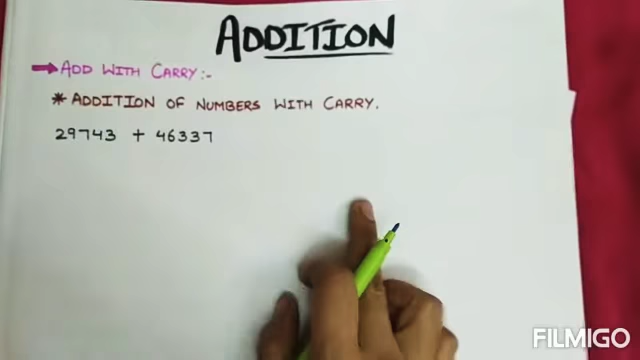 ADDITION
➡ ADD WITH CARRY:-
* ADDITION OF NUMBERS WITH CARRY.
29743 + 46337
FILMIGO